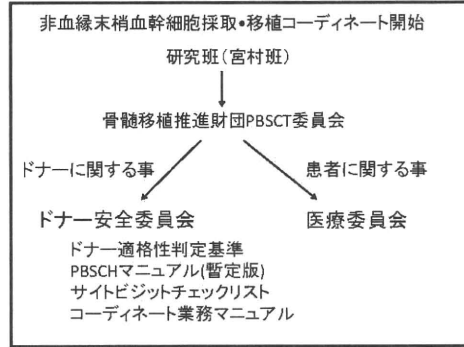 非血縁末梢血幹細胞採取・移植コーディネート開始
研究班(宮村班)
骨髄移植推進財団PBSCT委員会
ドナーに関する事
患者に関する事
ドナー安全委員会
医療委員会
ドナー適格性判定基準
PBSCHマニュアル(暫定版)
サイトビジットチェックリスト
コーディネート業務マニュアル